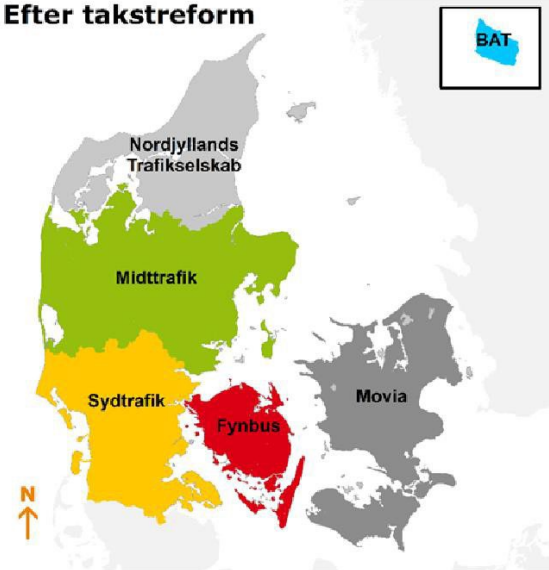 Efter takstreform
BAT
Nordjyllands
Trafikselskab
Midttrafik
Sydtrafik
Fynbus
Movia
N